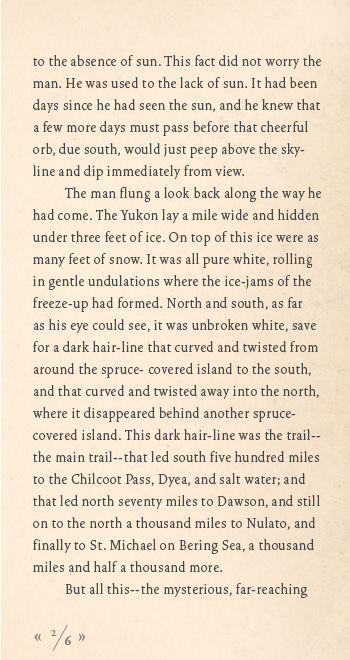 to the absence of sun. This fact did not worry the
man. He was used to the lack of sun. It had been
days since he had seen the sun, and he knew that
a few more days must pass before that cheerful
orb, due south, would just peep above the sky-
line and dip immediately from view.
The man flung a look back along the way he
had come. The Yukon lay a mile wide and hidden
under three feet of ice. On top of this ice were as
many feet of snow. It was all pure white, rolling
in gentle undulations where the ice-jams of the
freeze-up had formed. North and south, as far
as his eye could see, it was unbroken white, save
for a dark hair-line that curved and twisted from
around the spruce- covered island to the south,
and that curved and twisted away into the north,
where it disappeared behind another spruce-
covered island. This dark hair-line was the trail--
the main trail--that led south five hundred miles
to the Chilcoot Pass, Dyea, and salt water; and
that led north seventy miles to Dawson, and still
on to the north a thousand miles to Nulato, and
finally to St. Michael on Bering Sea, a thousand
miles and half a thousand more.
But all this--the mysterious, far-reaching
« 2/6 »